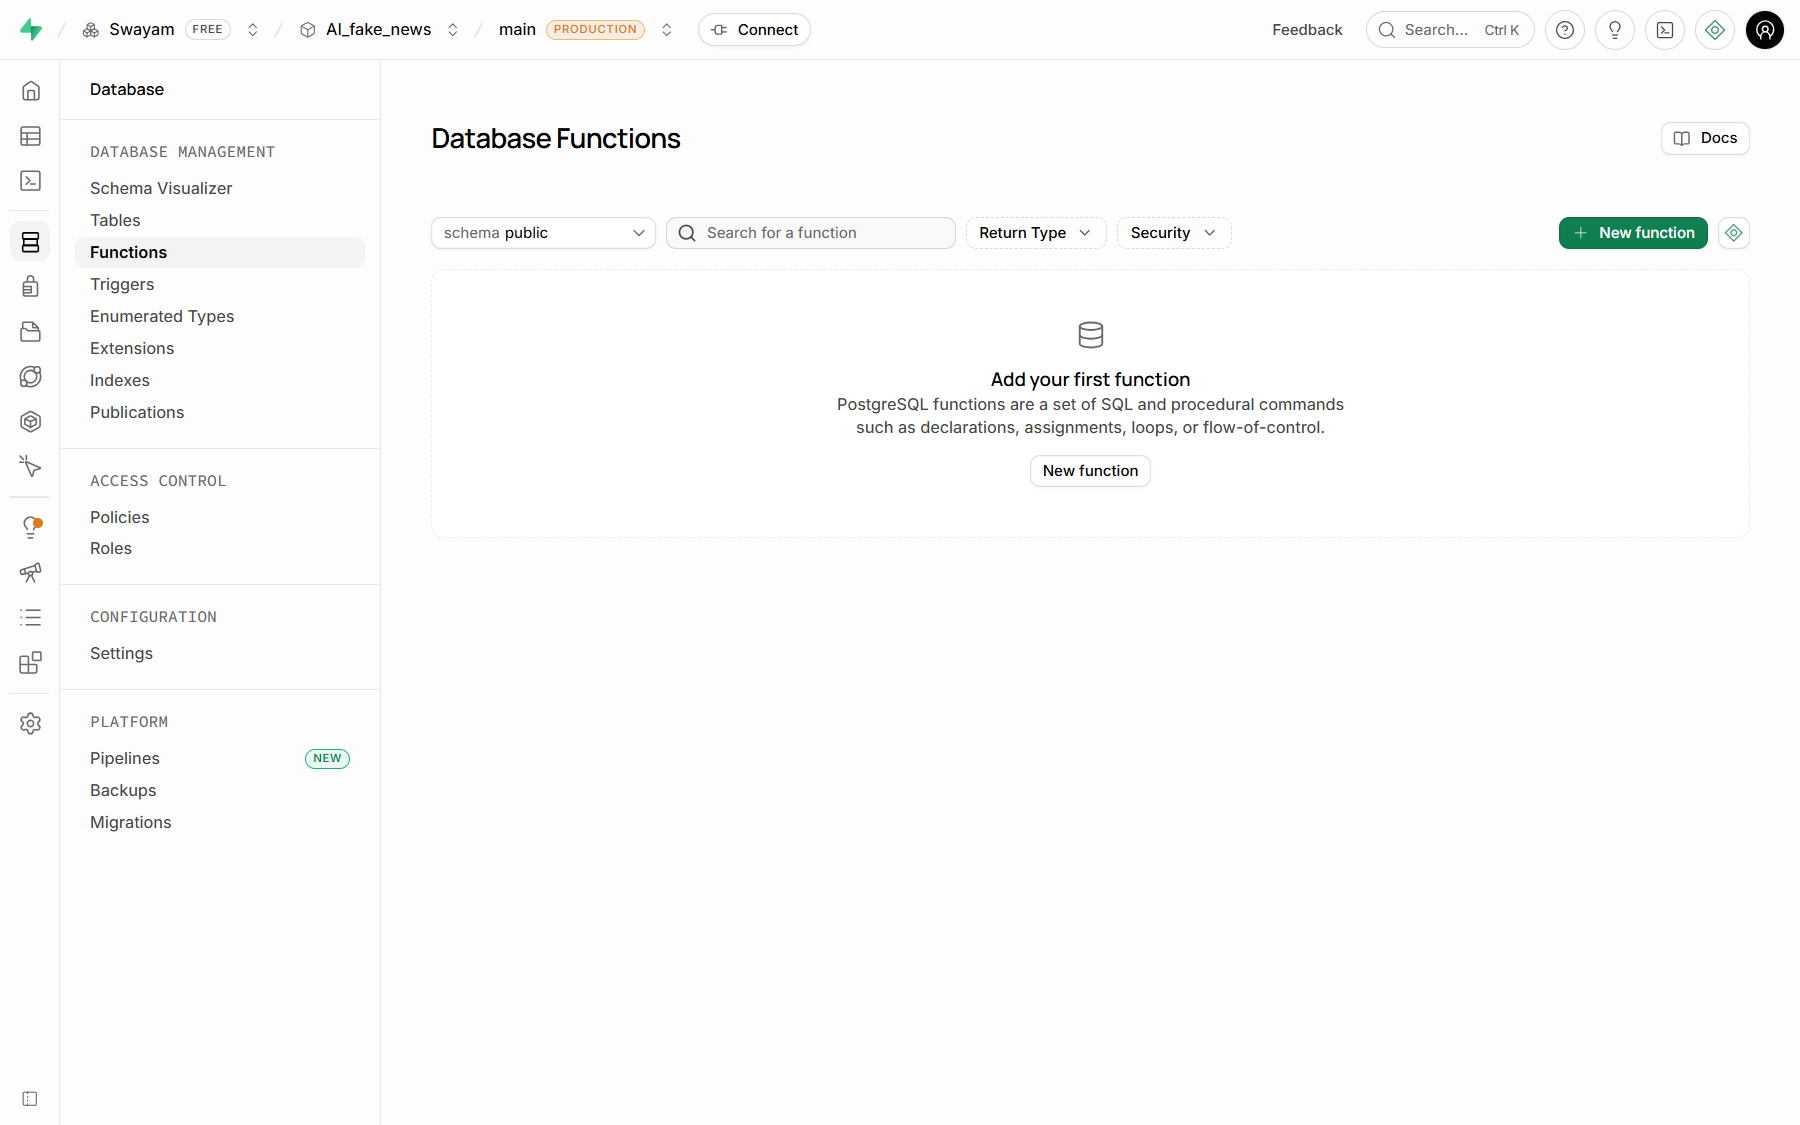 Swayam FREE AI_fake_news main PRODUCTION Connect Feedback Search... Ctrl K
Database
DATABASE MANAGEMENT
Schema Visualizer
Tables
Functions
Triggers
Enumerated Types
Extensions
Indexes
Publications
ACCESS CONTROL
Policies
Roles
CONFIGURATION
Settings
PLATFORM
Pipelines NEW
Backups
Migrations
Database Functions
Docs
schema public Search for a function Return Type Security New function
Add your first function
PostgreSQL functions are a set of SQL and procedural commands
such as declarations, assignments, loops, or flow-of-control.
New function